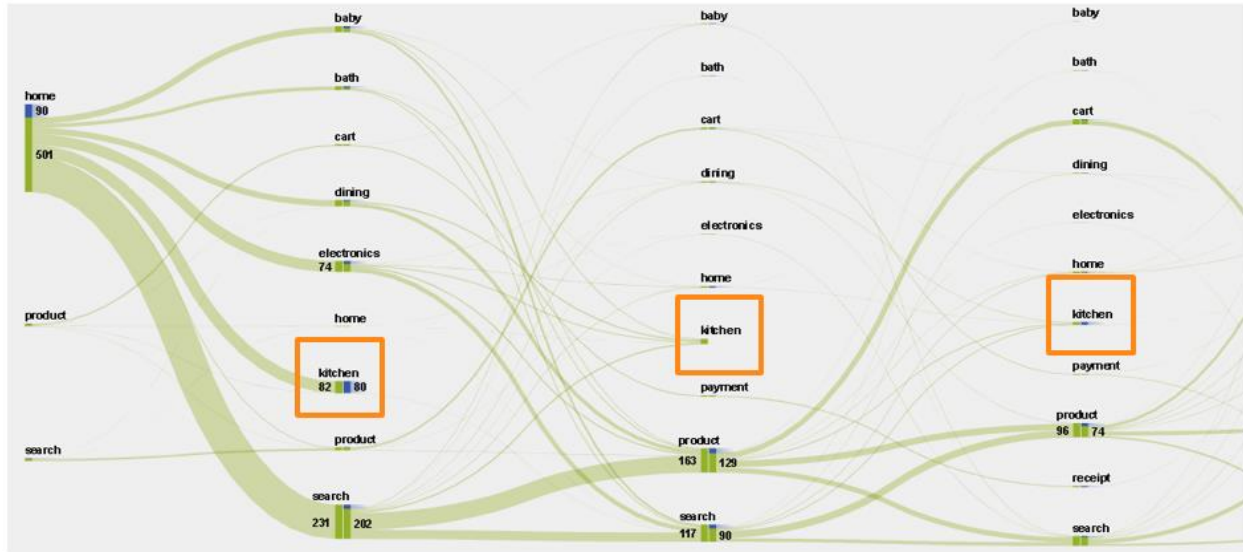 home
90
501
product
search
baby
bath
cart
dining
electronics
74
home
kitchen
82 80
product
search
231 202
baby
bath
cart
dining
electronics
home
kitchen
payment
product
163 129
search
117 90
baby
bath
cart
dining
electronics
home
kitchen
payment
product
96 74
receipt
search